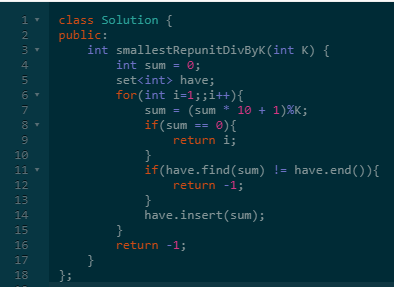 1 class Solution {
2 public:
3     int smallestRepunitDivByK(int K) {
4         int sum = 0;
5         set<int> have;
6         for(int i=1;;i++){
7             sum = (sum * 10 + 1)%K;
8             if(sum == 0){
9                 return i;
10             }
11             if(have.find(sum) != have.end()){
12                 return -1;
13             }
14             have.insert(sum);
15         }
16         return -1;
17     }
18 };